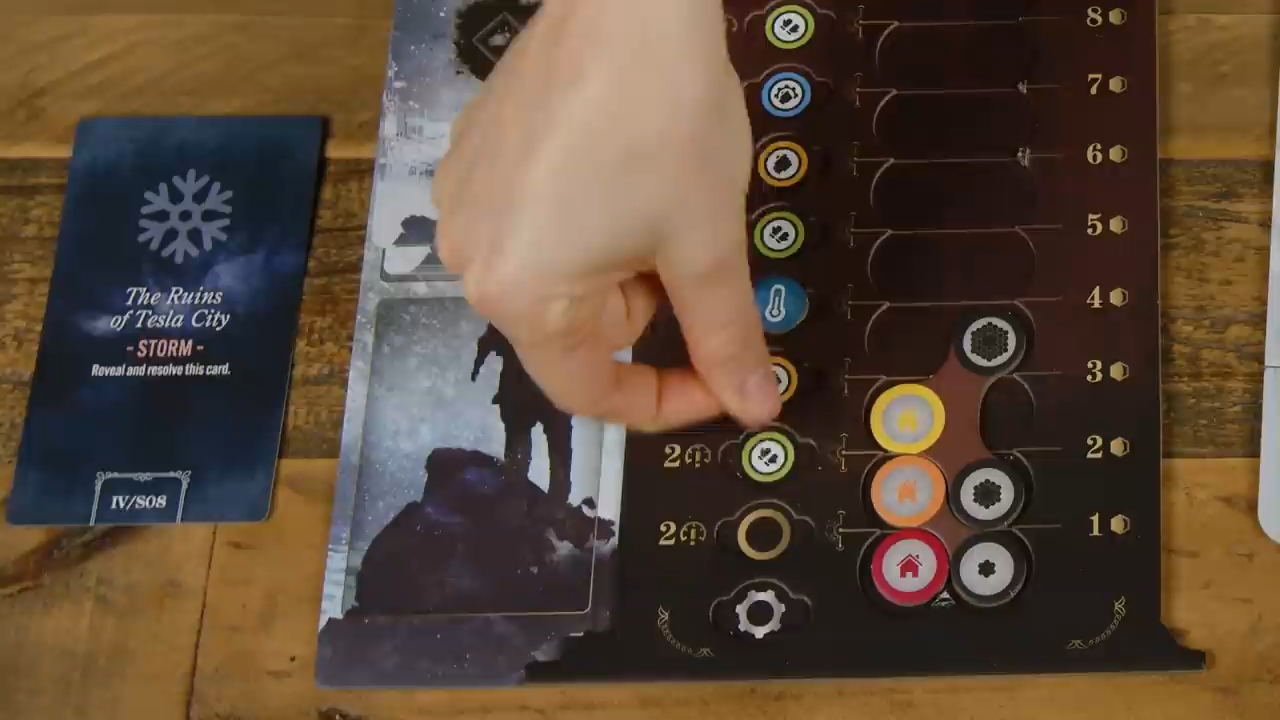 The Ruins
of Tesla City
- STORM -
Reveal and resolve this card.
IV/S08
8
7
6
5
4
3
2 2
2 1